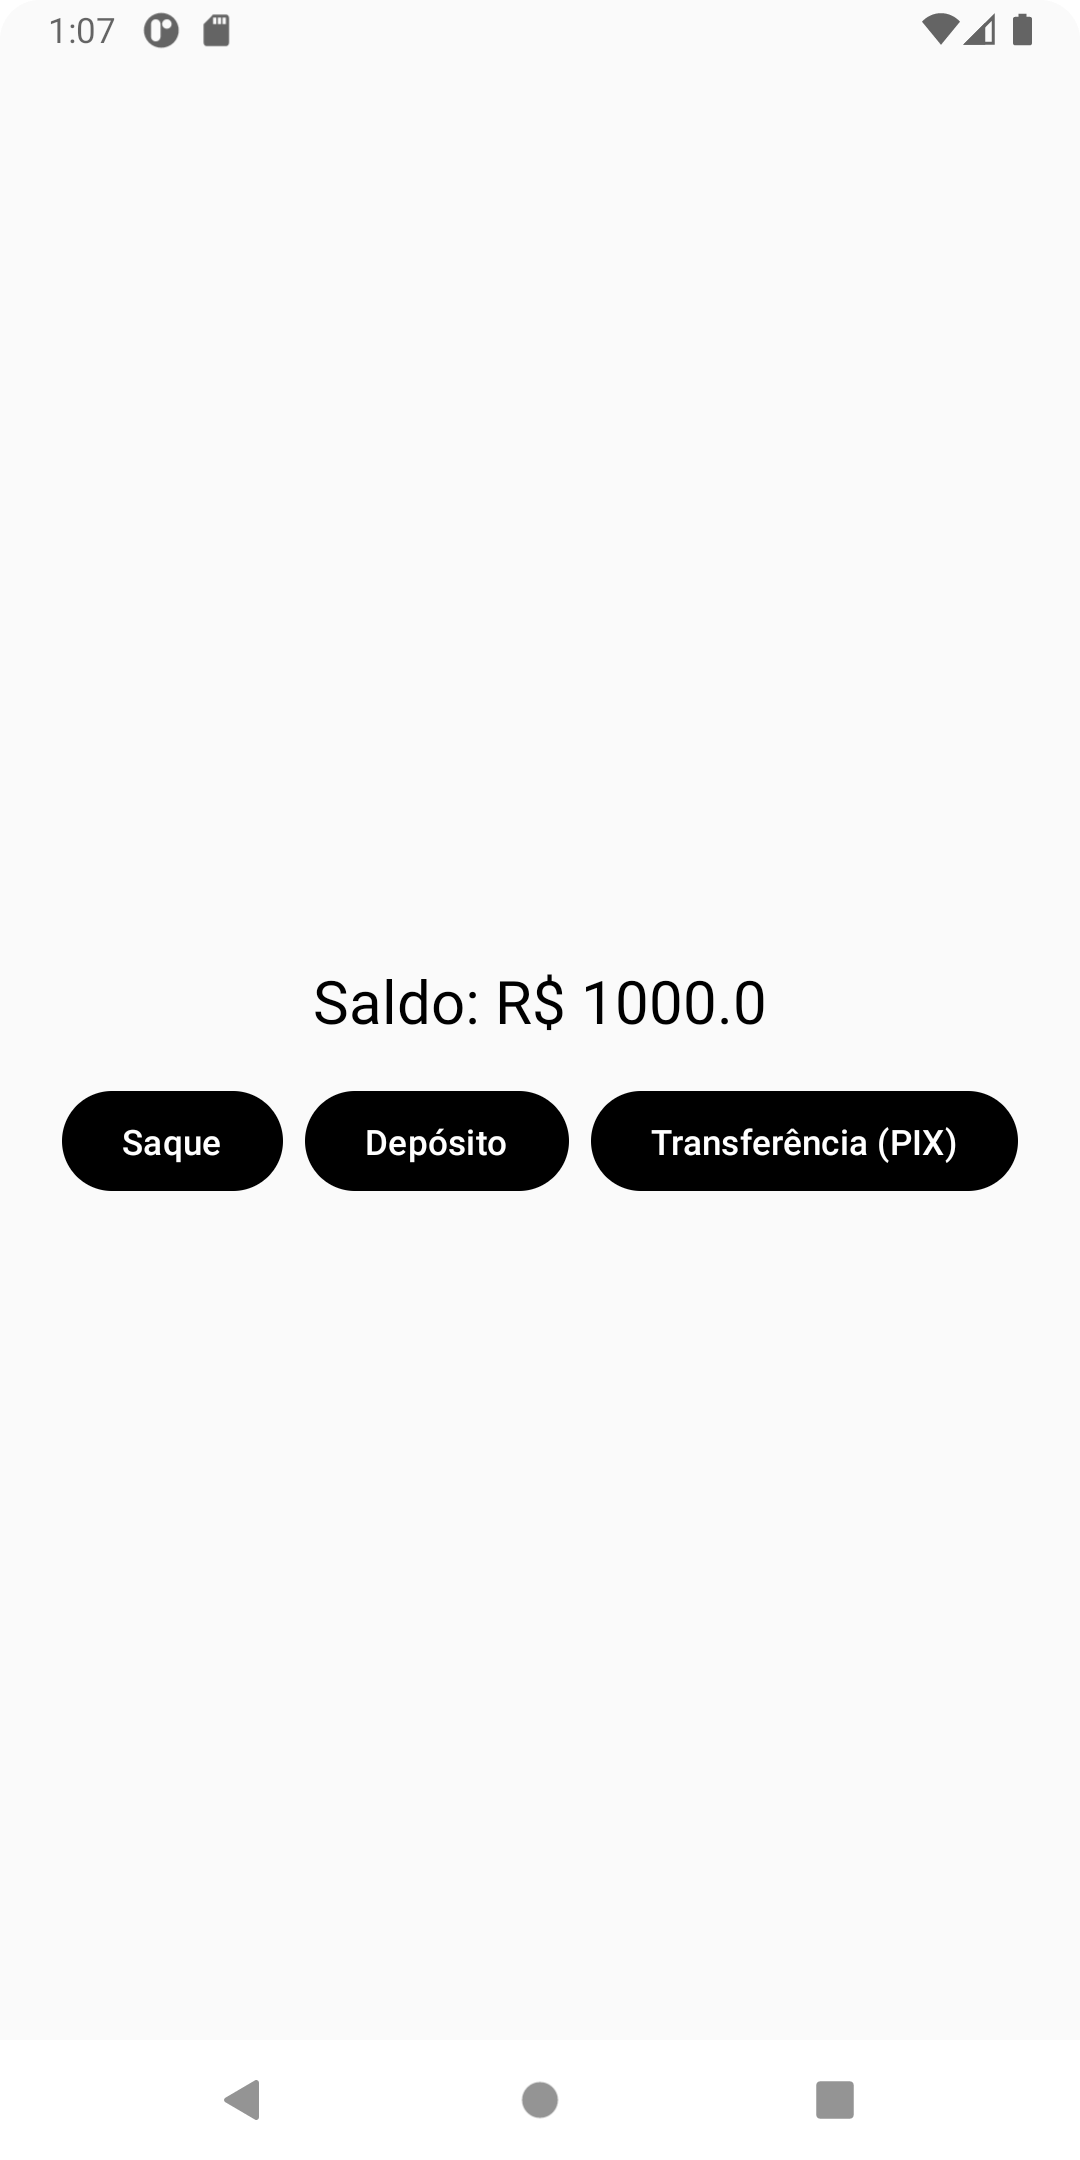 1:07
Saldo: R$ 1000.0
Saque
Depósito
Transferência (PIX)